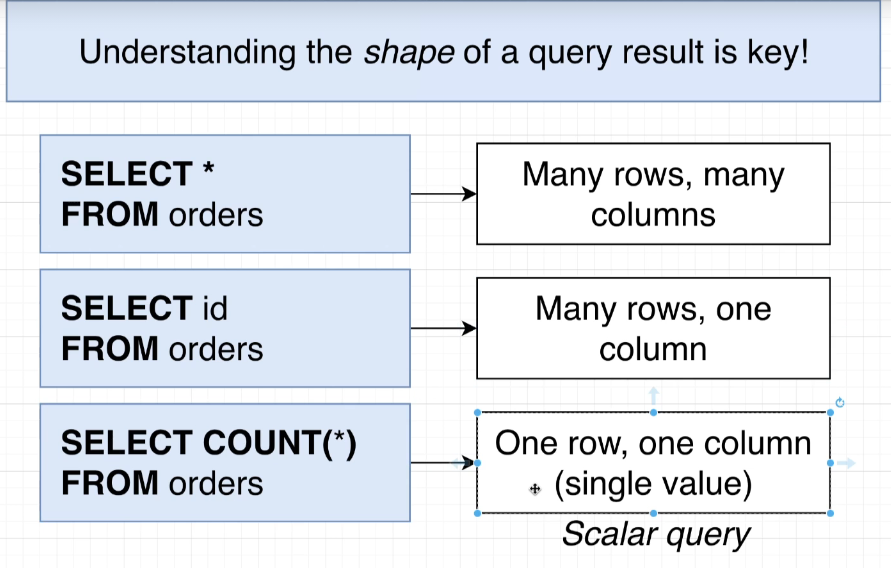 Understanding the shape of a query result is key!
SELECT *
FROM orders
Many rows, many
columns
SELECT id
FROM orders
Many rows, one
column
SELECT COUNT(*)
FROM orders
One row, one column
(single value)
Scalar query